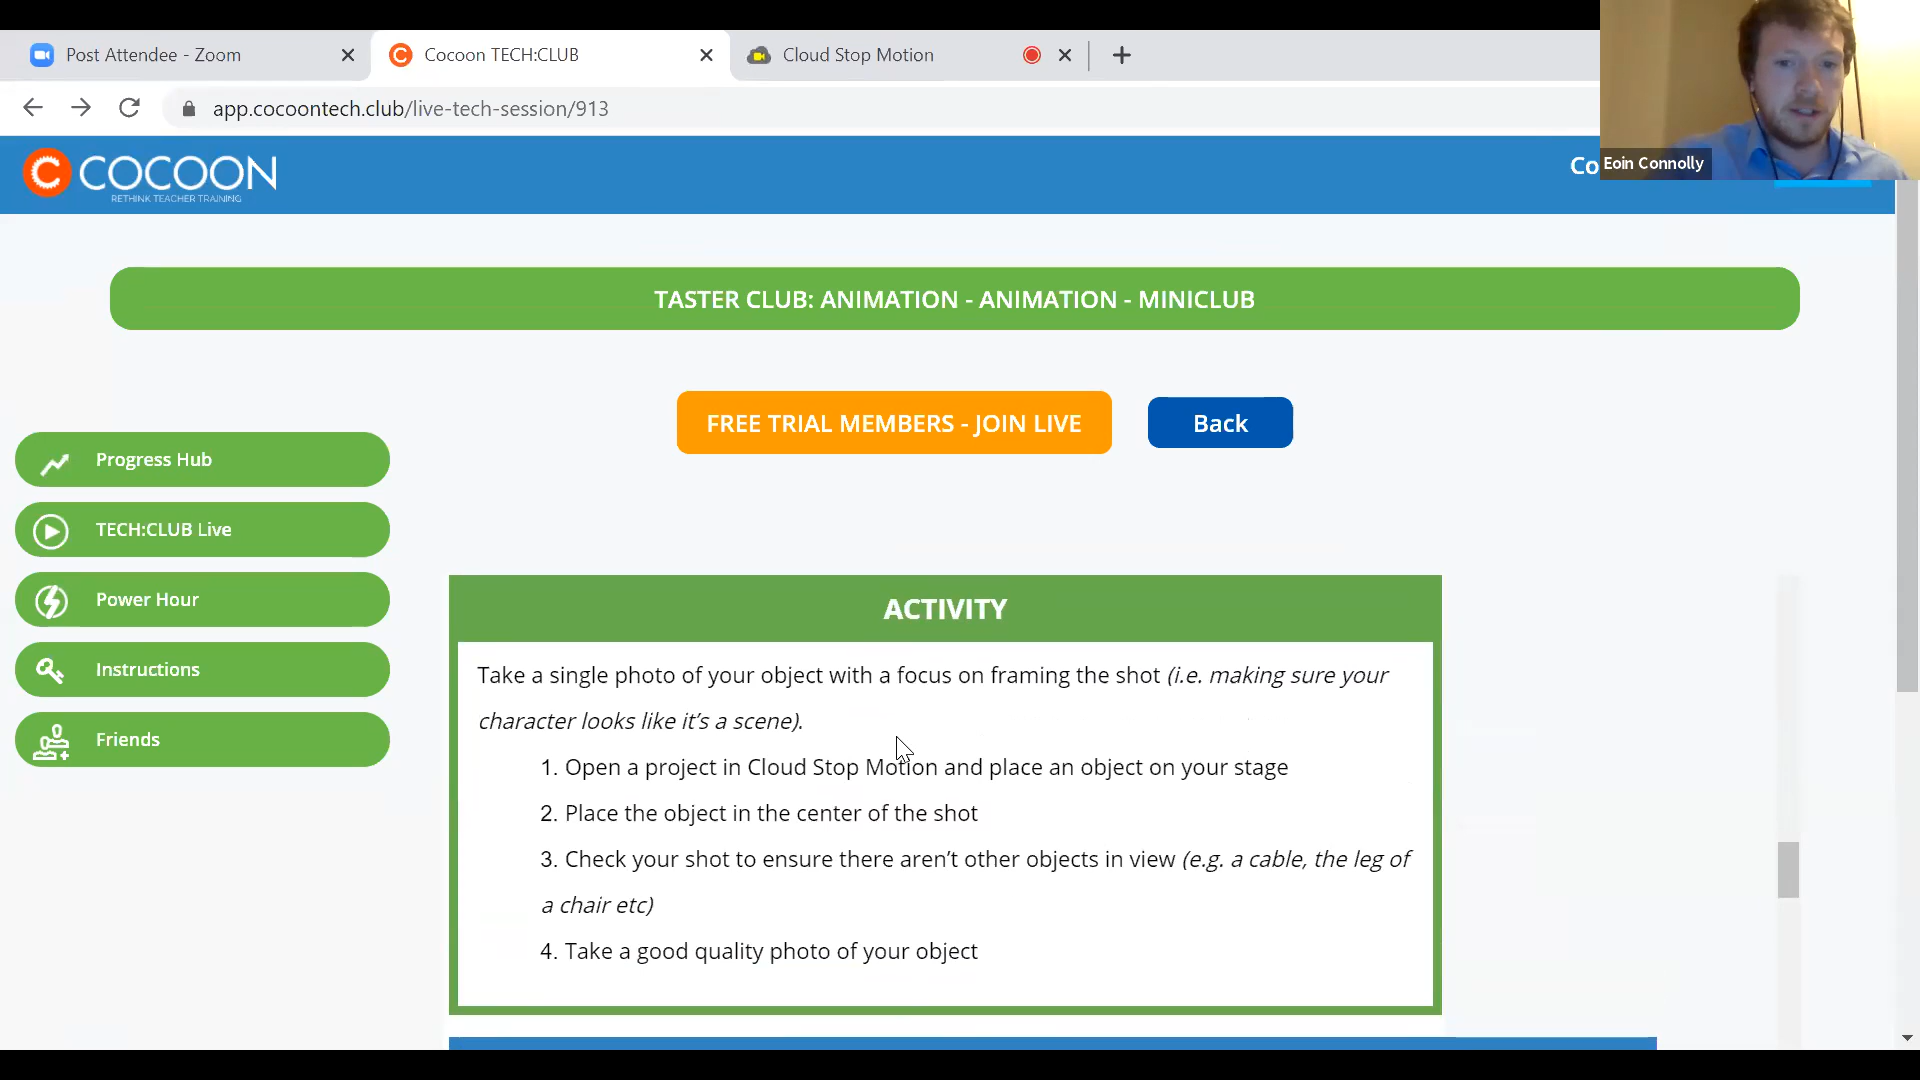 Post Attendee - Zoom
Cocoon TECH:CLUB
Cloud Stop Motion
app.cocoontech.club/live-tech-session/913
C COCOON
RETHINK TEACHER TRAINING
Co
Eoin Connolly
TASTER CLUB: ANIMATION - ANIMATION - MINICLUB
FREE TRIAL MEMBERS - JOIN LIVE
Back
Progress Hub
TECH:CLUB Live
Power Hour
Instructions
Friends
ACTIVITY
Take a single photo of your object with a focus on framing the shot (i.e. making sure your
character looks like it’s a scene).
1. Open a project in Cloud Stop Motion and place an object on your stage
2. Place the object in the center of the shot
3. Check your shot to ensure there aren’t other objects in view (e.g. a cable, the leg of
a chair etc)
4. Take a good quality photo of your object